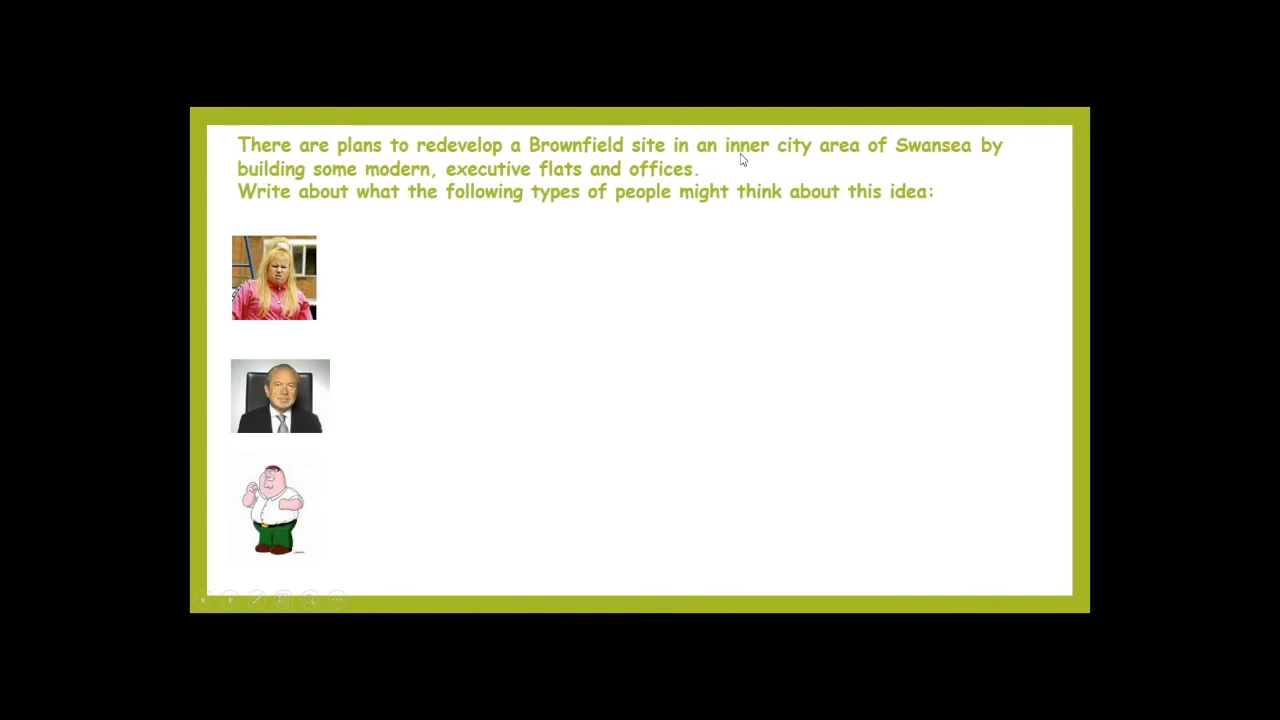 There are plans to redevelop a Brownfield site in an inner city area of Swansea by
building some modern, executive flats and offices.
Write about what the following types of people might think about this idea: